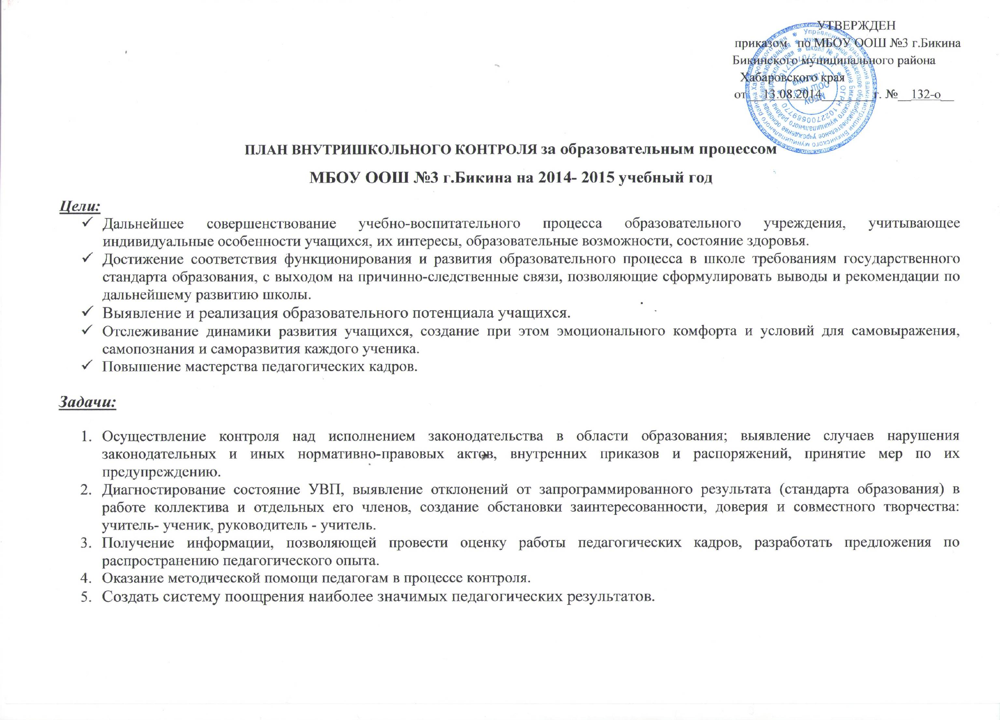 УТВЕРЖДЕН
приказом по МБОУ ООШ №3 г.Бикина
Бикинского муниципального района
Хабаровского края
от__13.08.2014________г. №__132-о__
МБОУ
ООШ № 3
г. Бикина
ОГРН 1022700689770
ПЛАН ВНУТРИШКОЛЬНОГО КОНТРОЛЯ за образовательным процессом
МБОУ ООШ №3 г.Бикина на 2014- 2015 учебный год
Цели:
✓ Дальнейшее совершенствование учебно-воспитательного процесса образовательного учреждения, учитывающее
индивидуальные особенности учащихся, их интересы, образовательные возможности, состояние здоровья.
✓ Достижение соответствия функционирования и развития образовательного процесса в школе требованиям государственного
стандарта образования, с выходом на причинно-следственные связи, позволяющие сформулировать выводы и рекомендации по
дальнейшему развитию школы.
✓ Выявление и реализация образовательного потенциала учащихся.
✓ Отслеживание динамики развития учащихся, создание при этом эмоционального комфорта и условий для самовыражения,
самопознания и саморазвития каждого ученика.
✓ Повышение мастерства педагогических кадров.
Задачи:
1. Осуществление контроля над исполнением законодательства в области образования; выявление случаев нарушения
законодательных и иных нормативно-правовых актов, внутренних приказов и распоряжений, принятие мер по их
предупреждению.
2. Диагностирование состояние УВП, выявление отклонений от запрограммированного результата (стандарта образования) в
работе коллектива и отдельных его членов, создание обстановки заинтересованности, доверия и совместного творчества:
учитель- ученик, руководитель - учитель.
3. Получение информации, позволяющей провести оценку работы педагогических кадров, разработать предложения по
распространению педагогического опыта.
4. Оказание методической помощи педагогам в процессе контроля.
5. Создать систему поощрения наиболее значимых педагогических результатов.